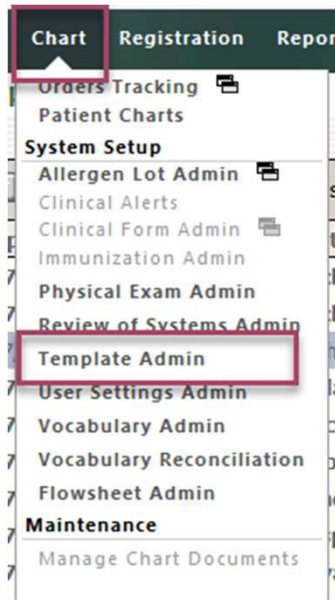 Chart Registration Repor
Orders Tracking
Patient Charts
System Setup
Allergen Lot Admin
Clinical Alerts
Clinical Form Admin
Immunization Admin
Physical Exam Admin
Review of Systems Admin
Template Admin
User Settings Admin
Vocabulary Admin
Vocabulary Reconciliation
Flowsheet Admin
Maintenance
Manage Chart Documents